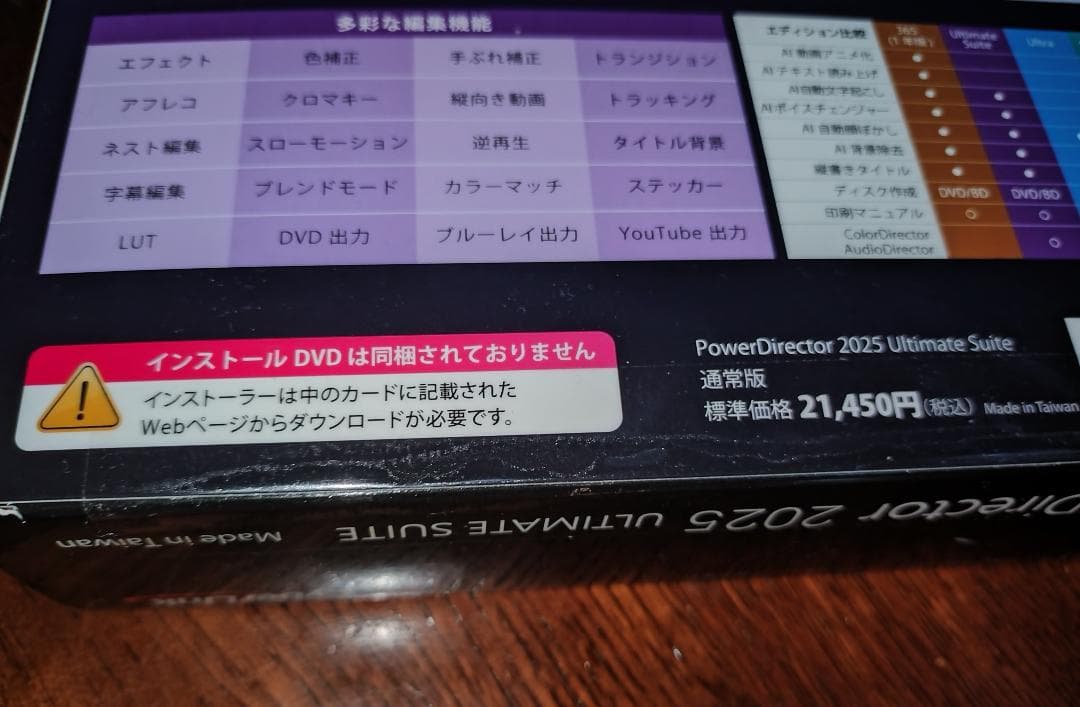 多彩な編集機能
エフェクト 色補正 手ぶれ補正 トランジション
アフレコ クロマキー 縦向き動画 トラッキング
ネスト編集 スローモーション 逆再生 タイトル背景
字幕編集 ブレンドモード カラーマッチ ステッカー
LUT DVD 出力 ブルーレイ出力 YouTube 出力
エディション比較 365 Ultimate Suite Ultra
(1年版)
AI 動画アニメ化
AI テキスト読み上げ
AI自動文字起こし
AIボイスチェンジャー
AI 自動顔ぼかし
AI 背景除去
縦書きタイトル
ディスク作成 DVD/BD DVD/BD
印刷マニュアル
ColorDirector
AudioDirector
インストール DVD は同梱されておりません
インストーラーは中のカードに記載された
Webページからダウンロードが必要です。
PowerDirector 2025 Ultimate Suite
通常版
標準価格 21,450円(税込) Made in Taiwan
Director 2025 ULTIMATE SUITE Made in Taiwan